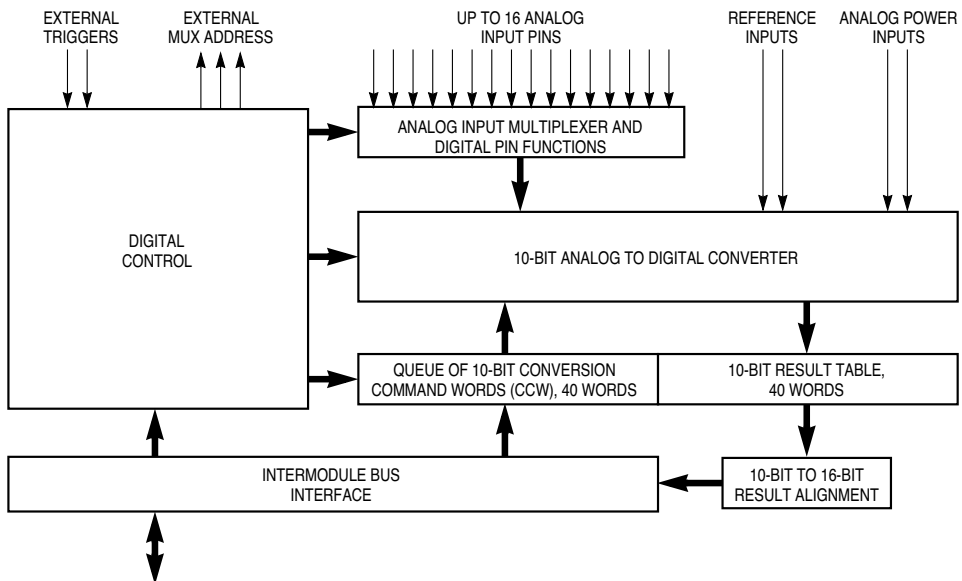 EXTERNAL
TRIGGERS
EXTERNAL
MUX ADDRESS
UP TO 16 ANALOG
INPUT PINS
REFERENCE
INPUTS
ANALOG POWER
INPUTS
ANALOG INPUT MULTIPLEXER AND
DIGITAL PIN FUNCTIONS
DIGITAL
CONTROL
10-BIT ANALOG TO DIGITAL CONVERTER
QUEUE OF 10-BIT CONVERSION
COMMAND WORDS (CCW), 40 WORDS
10-BIT RESULT TABLE,
40 WORDS
INTERMODULE BUS
INTERFACE
10-BIT TO 16-BIT
RESULT ALIGNMENT